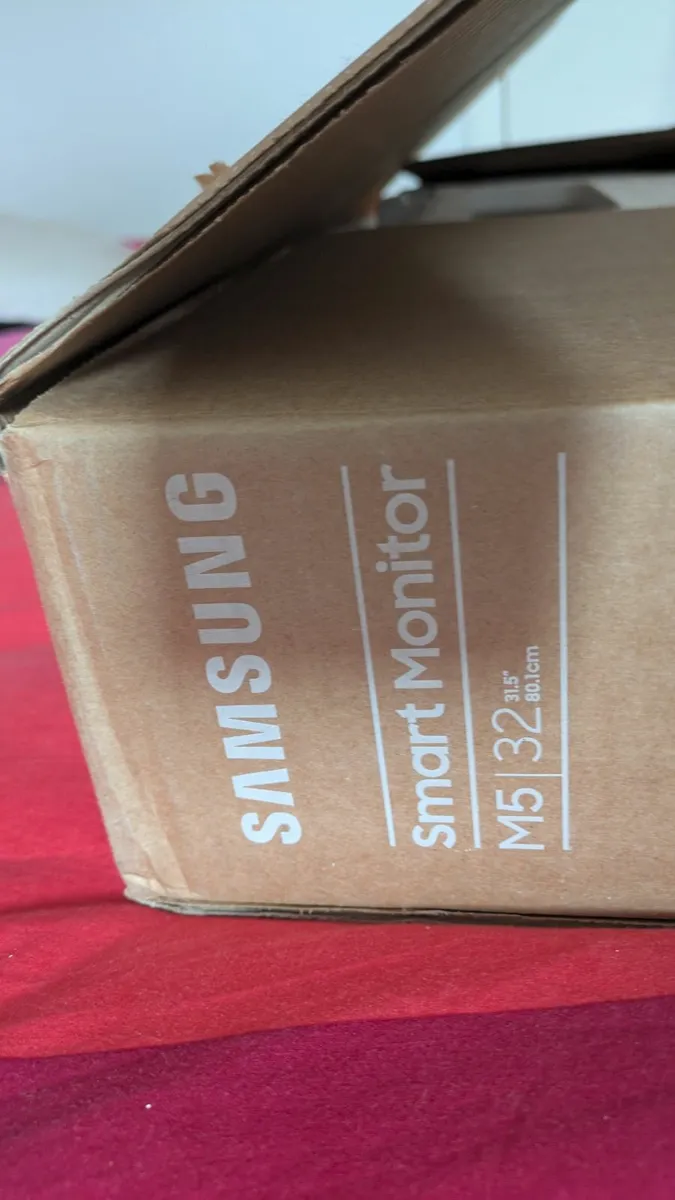 SAMSUNG
Smart Monitor
M5 | 32 31.5"
80.1cm